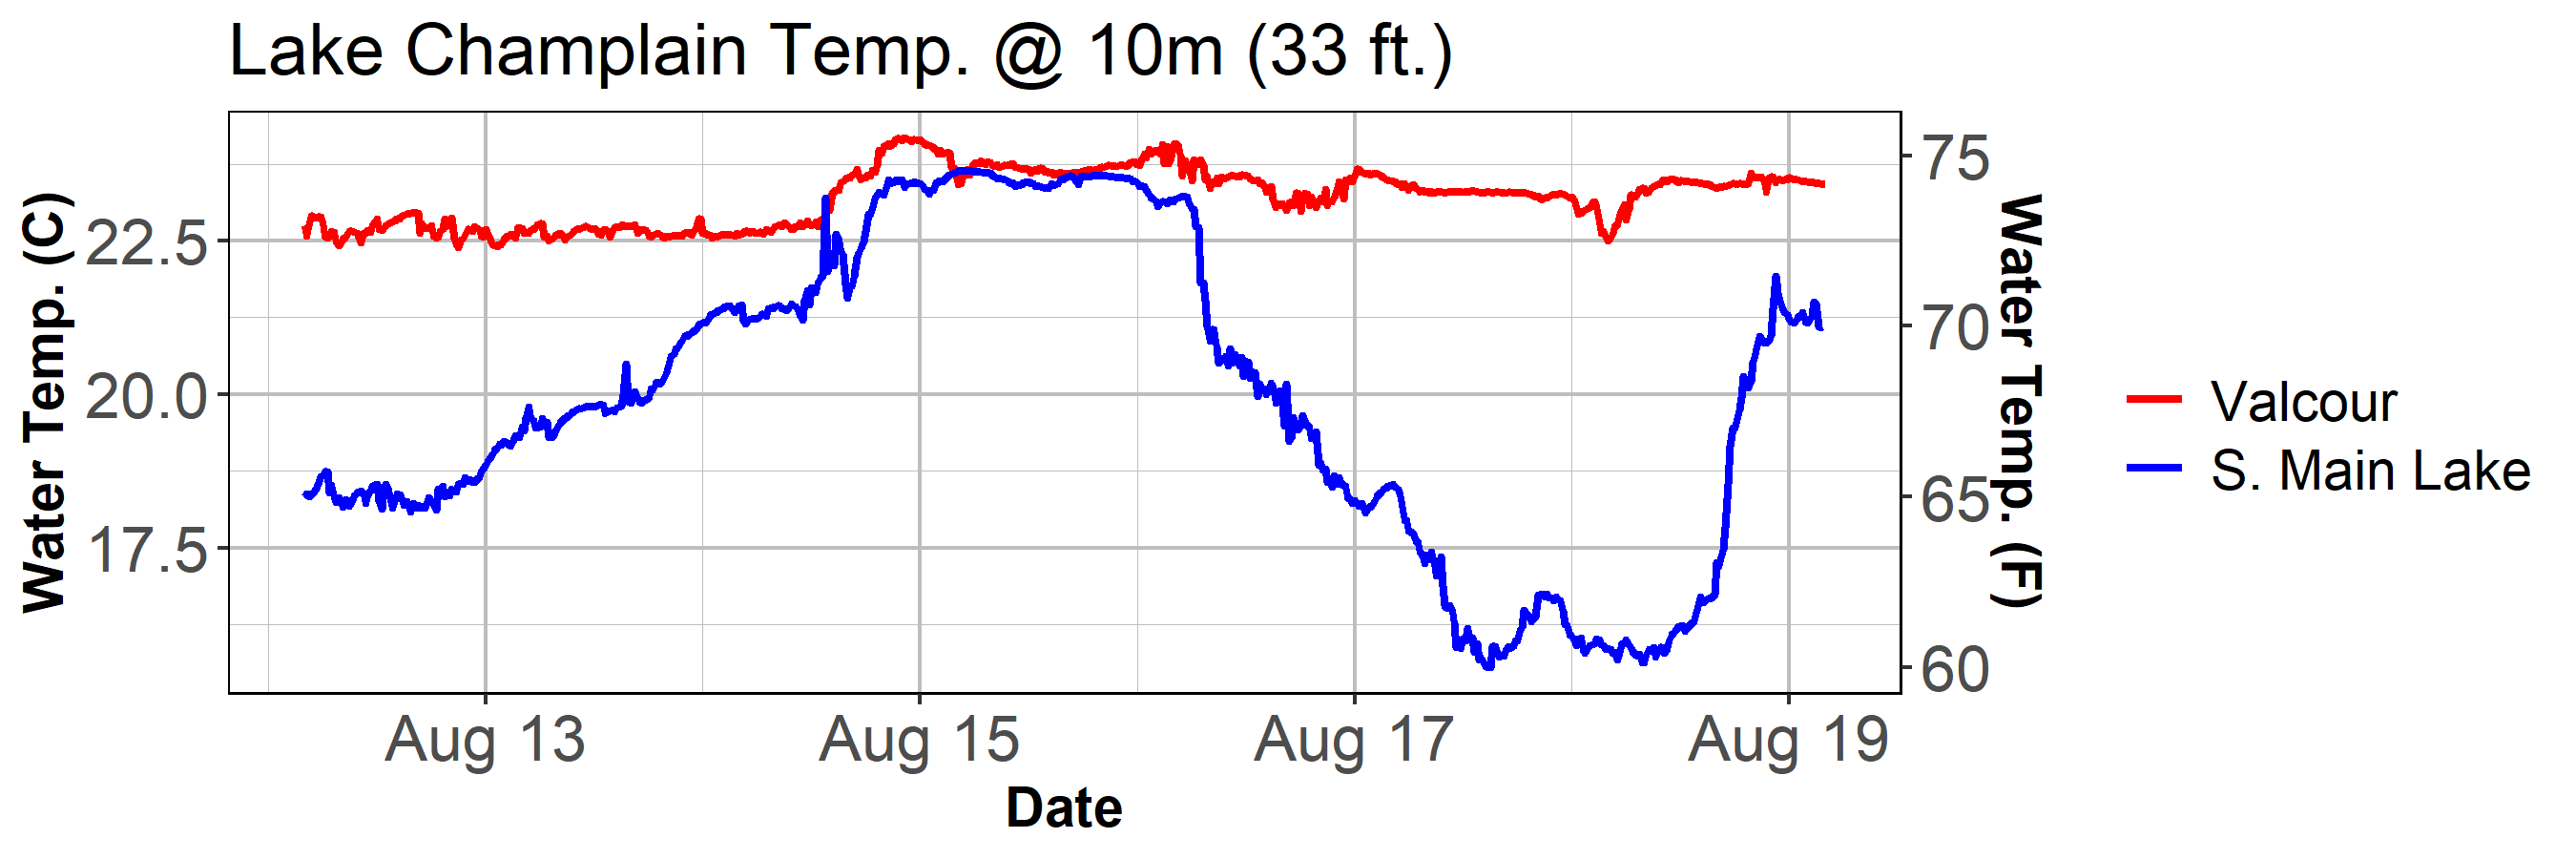 Lake Champlain Temp. @ 10m (33 ft.)
Water Temp. (C)
22.5
20.0
17.5
75
70
65
60
Water Temp. (F)
Aug 13
Aug 15
Aug 17
Aug 19
Date
Valcour
S. Main Lake